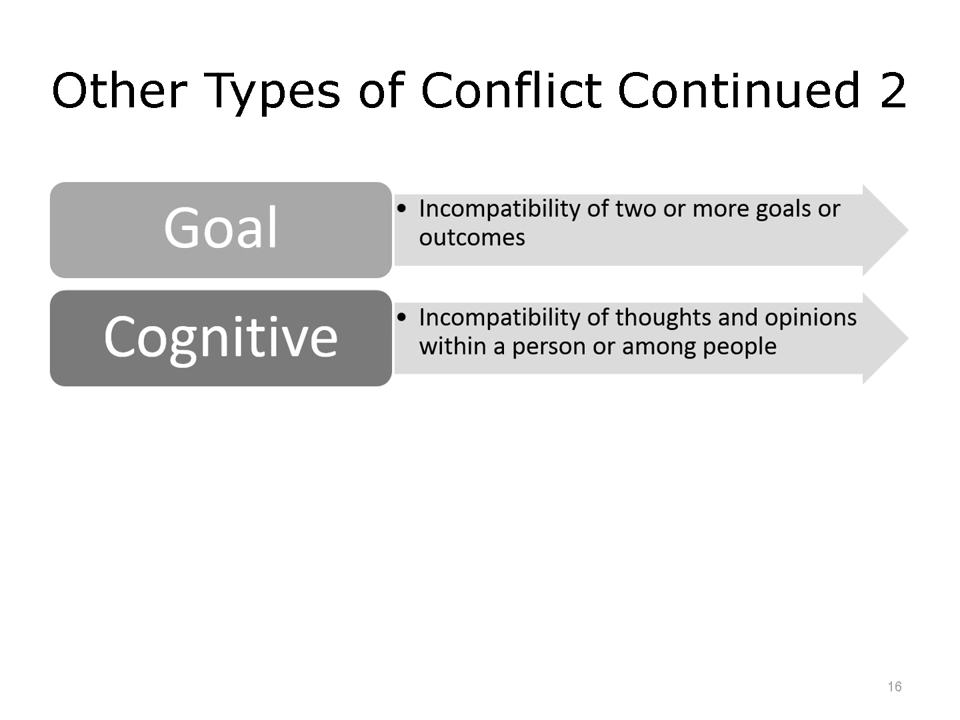 Other Types of Conflict Continued 2
Goal
• Incompatibility of two or more goals or
outcomes
Cognitive
• Incompatibility of thoughts and opinions
within a person or among people
16